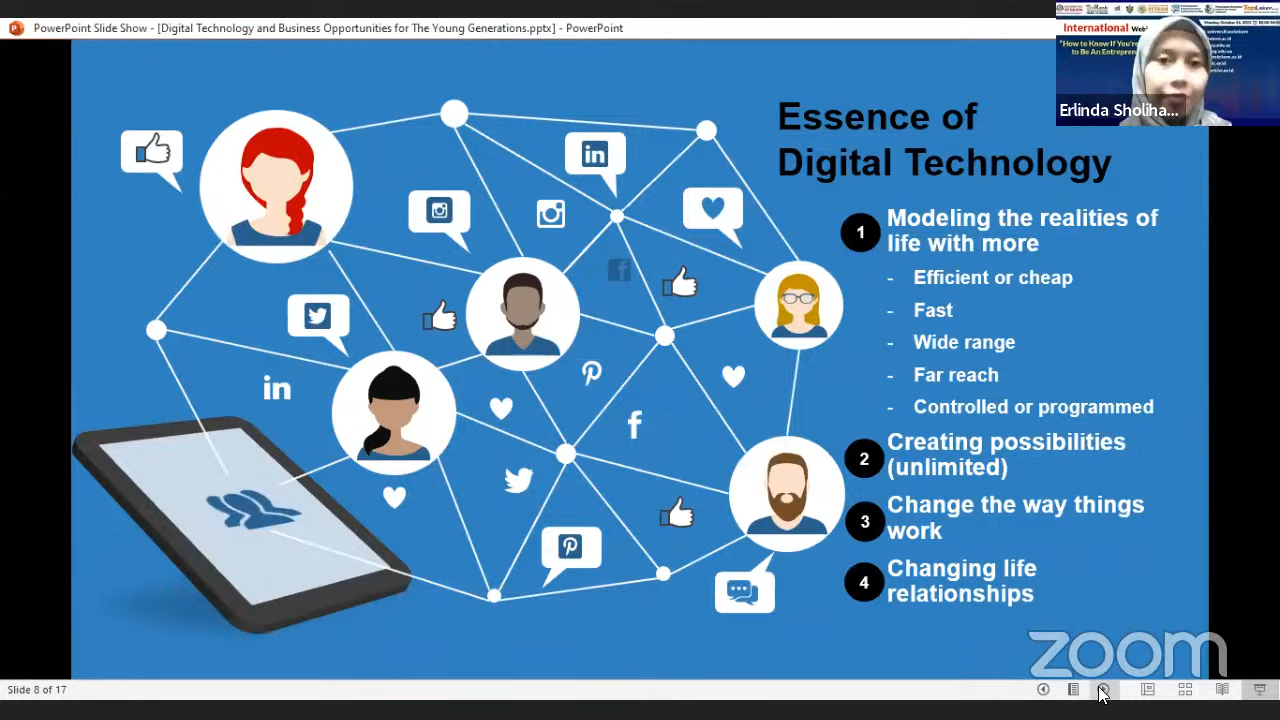 PowerPoint Slide Show - [Digital Technology and Business Opportunities for The Young Generations.pptx] - PowerPoint
International
"How to Know If You're
to Be An Entrepren
Erlinda Sholiha...
Essence of
Digital Technology
1
Modeling the realities of
life with more
- Efficient or cheap
- Fast
- Wide range
- Far reach
- Controlled or programmed
2
Creating possibilities
(unlimited)
3
Change the way things
work
4
Changing life
relationships
in
in
zoom
Slide 8 of 17